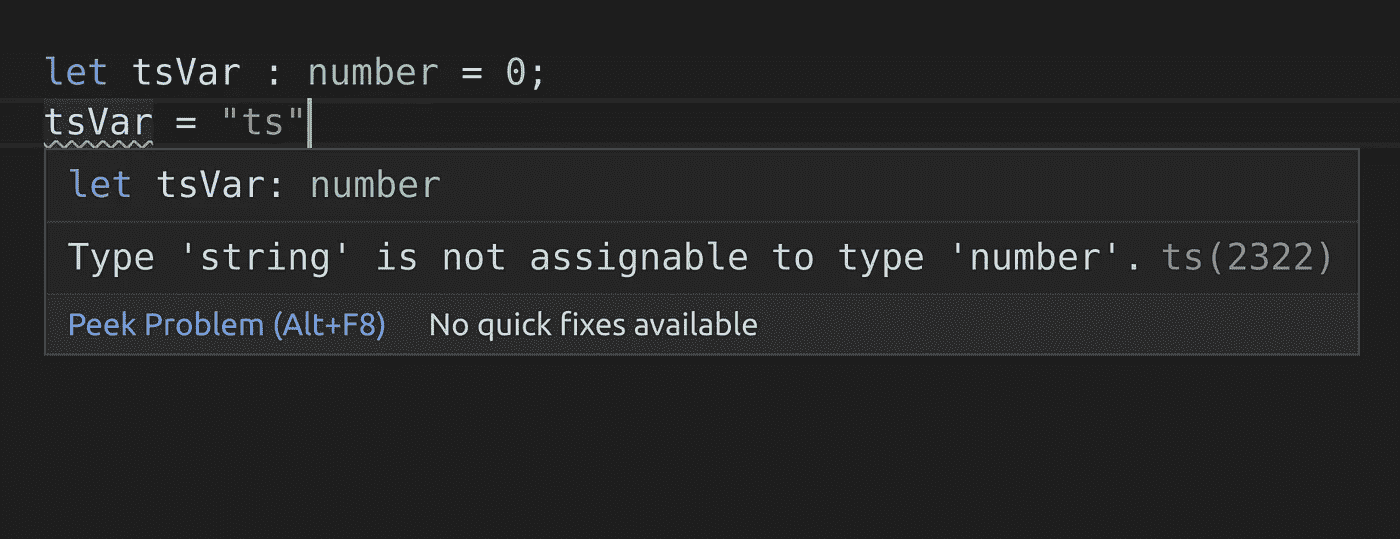 let tsVar : number = 0;
tsVar = "ts"
let tsVar: number
Type 'string' is not assignable to type 'number'. ts(2322)
Peek Problem (Alt+F8) No quick fixes available